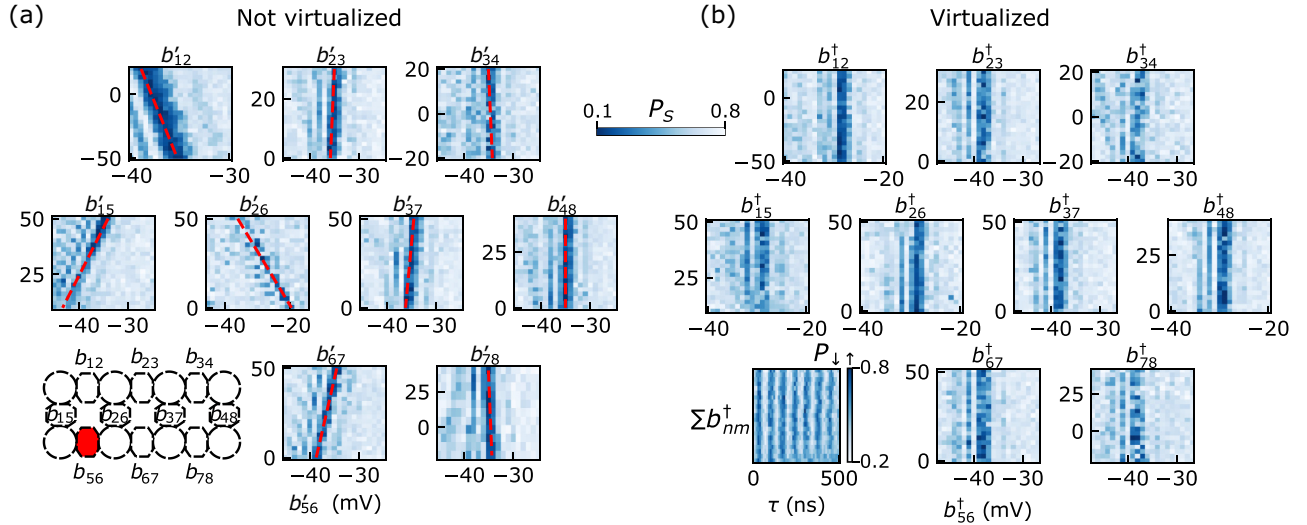 (a) Not virtualized
b′12 b′23 b′34
0 −50 −40 −30
20 0 −40 −30
20 0 −20 −40 −30
b′15 b′26 b′37 b′48
50 25 −40 −30
50 0 −40 −20
50 0 −40 −30
25 0 −40 −30
b12 b23 b34
b15 b26 b37 b48
b56 b67 b78
b′67 b′78
50 0 −40 −30
25 0 −40 −30
b′56 (mV)
0.1 PS 0.8
(b) Virtualized
b†12 b†23 b†34
0 −50 −40 −20
20 0 −40
20 0 −20 −40
b†15 b†26 b†37 b†48
50 25 −40 −20
50 0 −40 −20
50 0 −40 −30
50 25 0 −40 −20
∑b†nm
P↓↑
0.8
0.2
0 500
τ (ns)
b†67 b†78
50 0 −40
25 0 −40
b†56 (mV)